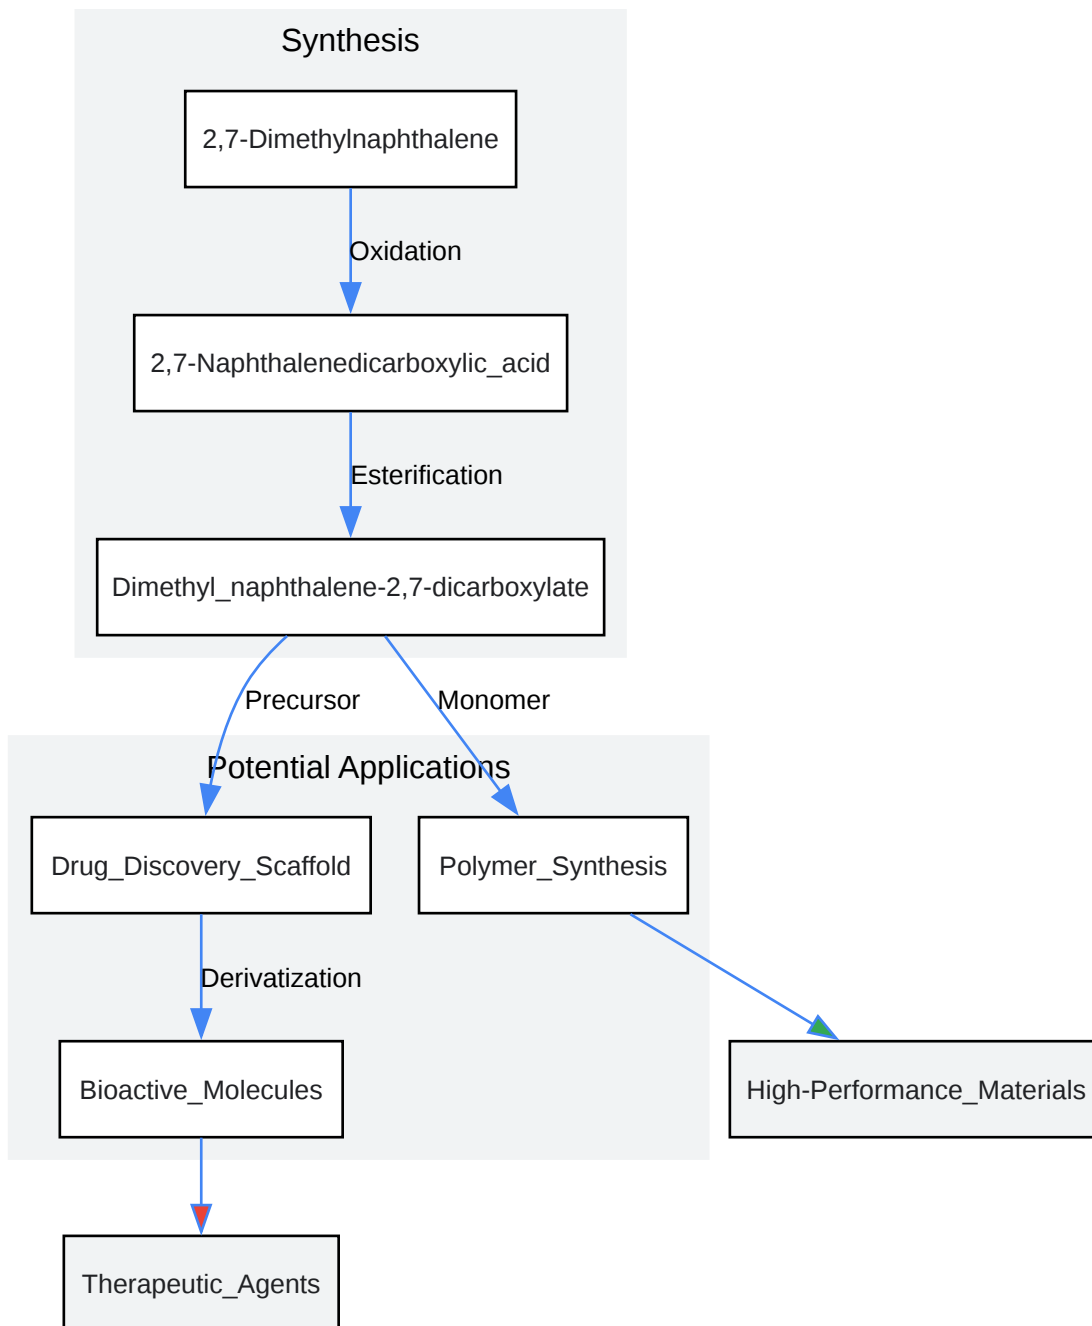 Synthesis
2,7-Dimethylnaphthalene
Oxidation
2,7-Naphthalenedicarboxylic_acid
Esterification
Dimethyl_naphthalene-2,7-dicarboxylate
Precursor
Monomer
Potential Applications
Drug_Discovery_Scaffold
Polymer_Synthesis
Derivatization
Bioactive_Molecules
High-Performance_Materials
Therapeutic_Agents